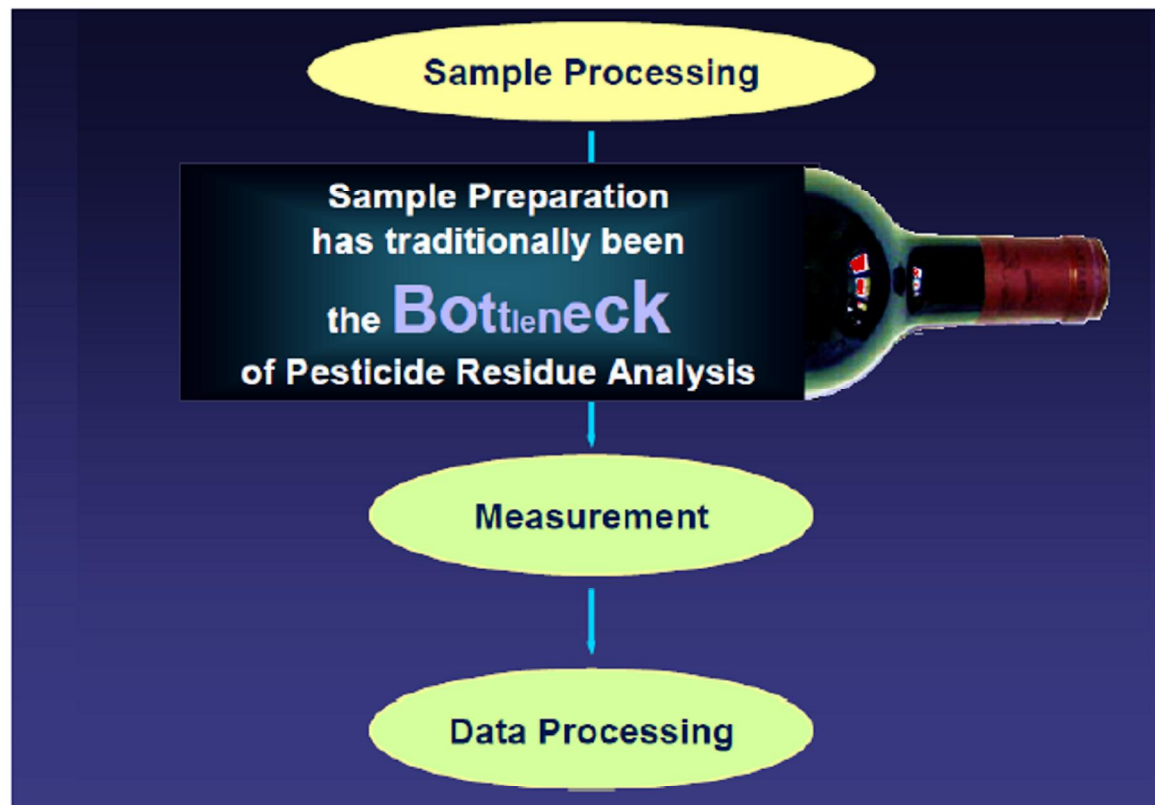 Sample Processing
Sample Preparation
has traditionally been
the Bottleneck
of Pesticide Residue Analysis
Measurement
Data Processing